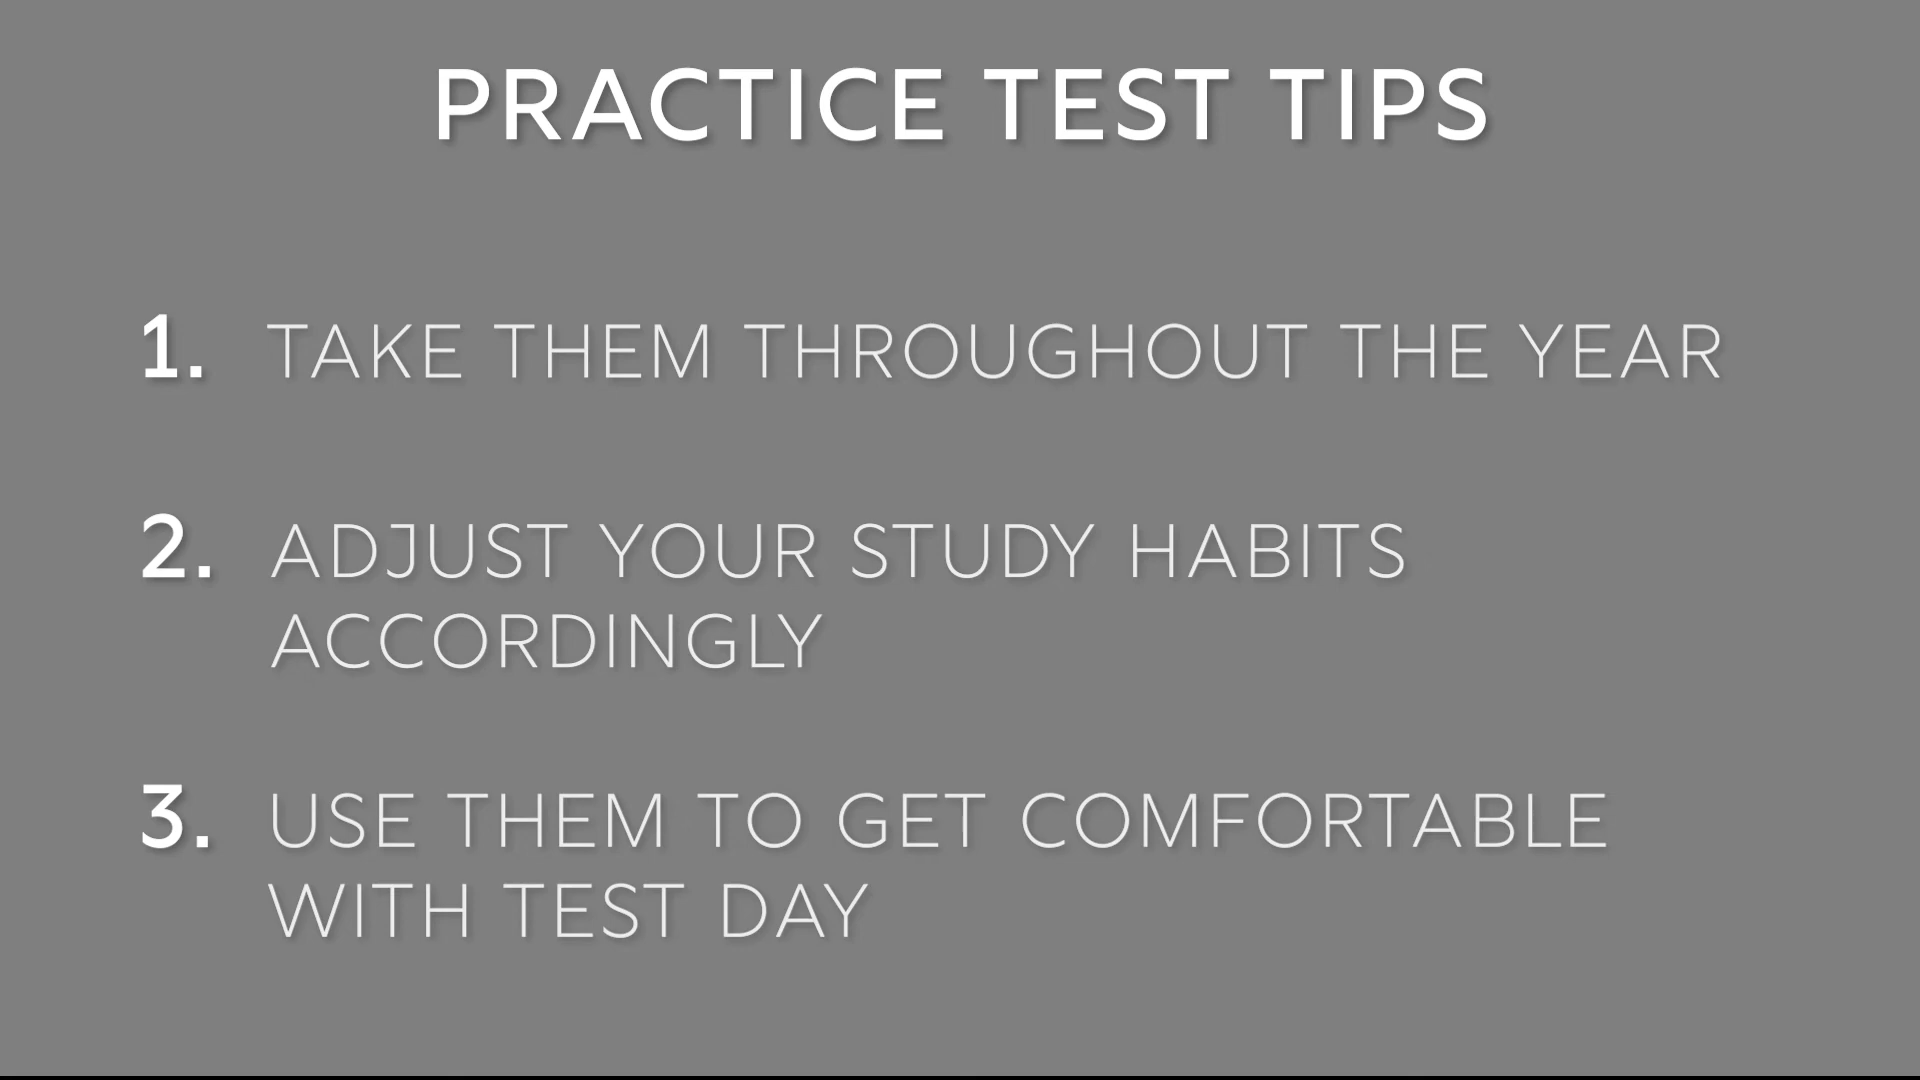 PRACTICE TEST TIPS
1. TAKE THEM THROUGHOUT THE YEAR
2. ADJUST YOUR STUDY HABITS
ACCORDINGLY
3. USE THEM TO GET COMFORTABLE
WITH TEST DAY